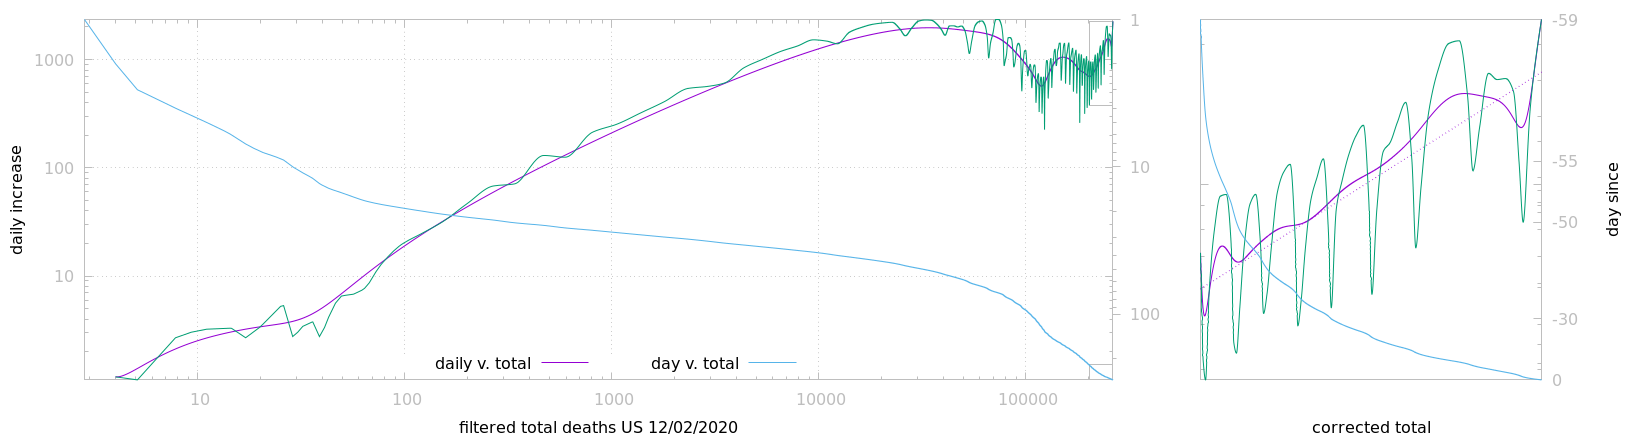 daily increase
1000
100
10
10
100
1000
10000
100000
1
10
100
daily v. total
day v. total
filtered total deaths US 12/02/2020
-59
-55
-50
-30
0
day since
corrected total